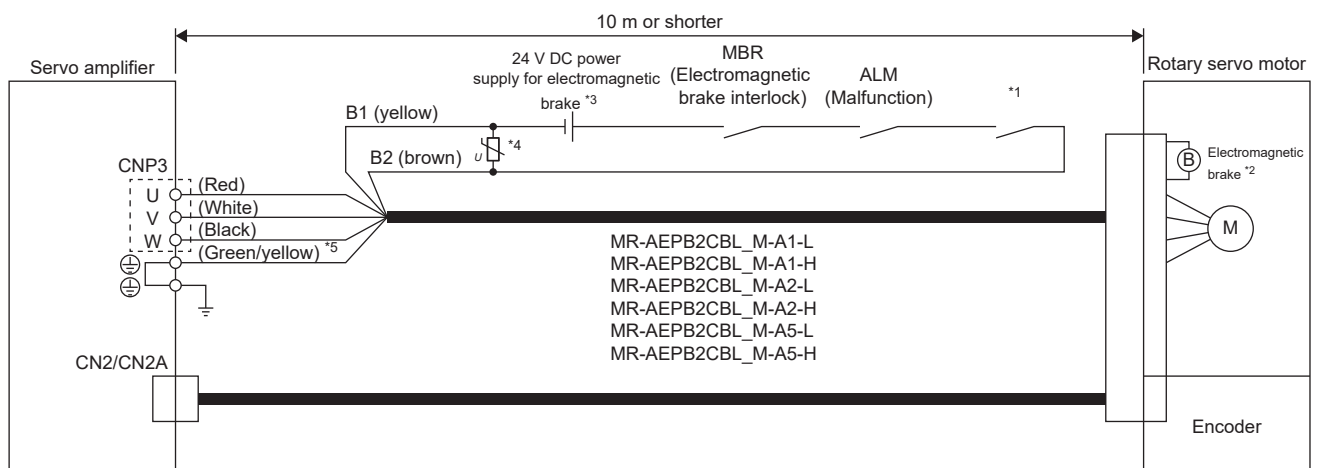 10 m or shorter
Servo amplifier
24 V DC power
supply for electromagnetic
brake *3
MBR
(Electromagnetic
brake interlock)
ALM
(Malfunction)
*1
Rotary servo motor
B1 (yellow)
U
*4
B2 (brown)
CNP3
U
(Red)
V
(White)
W
(Black)
(Green/yellow) *5
B
Electromagnetic
brake *2
M
MR-AEPB2CBL_M-A1-L
MR-AEPB2CBL_M-A1-H
MR-AEPB2CBL_M-A2-L
MR-AEPB2CBL_M-A2-H
MR-AEPB2CBL_M-A5-L
MR-AEPB2CBL_M-A5-H
CN2/CN2A
Encoder